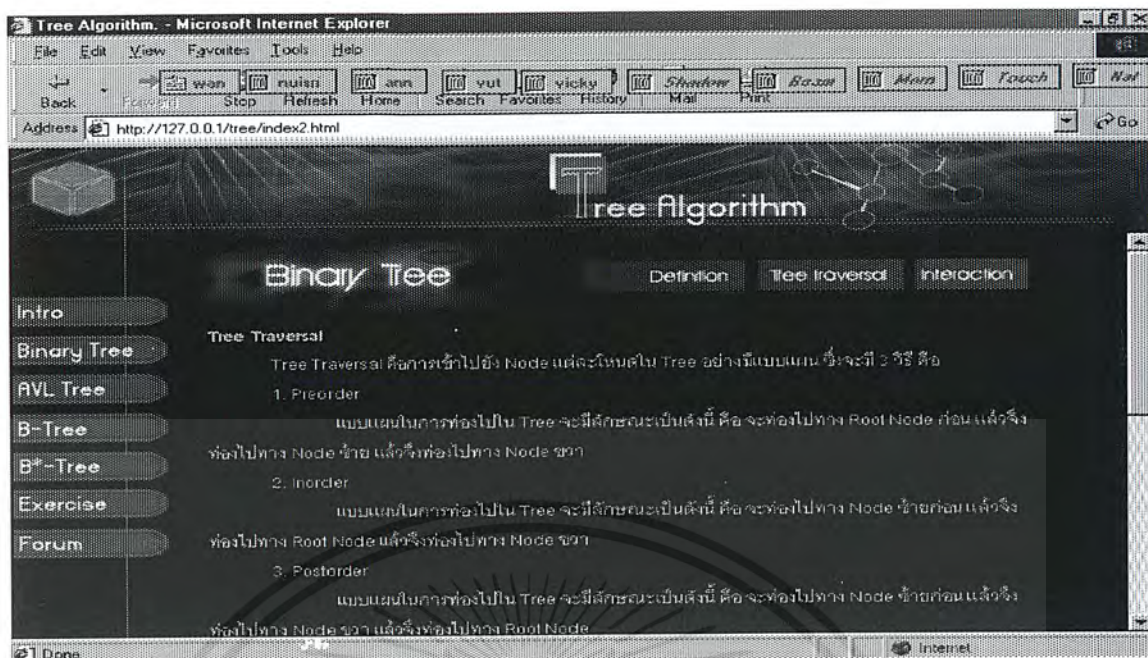 Tree Algorithm. - Microsoft Internet Explorer
File Edit View Favorites Tools Help
wan nuisri ann vut vicky Shadow Bazar Mom Touch Nai
Back Forward Stop Refresh Home Search Favorites History Mail Print
Address http://127.0.0.1/tree/index2.html Go
Tree Algorithm
Binary Tree Definition Tree traversal Interaction
Intro
Binary Tree
AVL Tree
B-Tree
B*-Tree
Exercise
Forum
Tree Traversal
Tree Traversal คือการเข้าไปยัง Node แต่ละโหนดใน Tree อย่างมีแบบแผน ซึ่งจะมี 3 วิธี คือ
1. Preorder
แบบแผนในการท่องไปใน Tree จะมีลักษณะเป็นดังนี้ คือ จะท่องไปทาง Root Node ก่อน แล้วจึง
ท่องไปทาง Node ซ้าย แล้วจึงท่องไปทาง Node ขวา
2. Inorder
แบบแผนในการท่องไปใน Tree จะมีลักษณะเป็นดังนี้ คือ จะท่องไปทาง Node ซ้ายก่อน แล้วจึง
ท่องไปทาง Root Node แล้วจึงท่องไปทาง Node ขวา
3. Postorder
แบบแผนในการท่องไปใน Tree จะมีลักษณะเป็นดังนี้ คือ จะท่องไปทาง Node ซ้ายก่อน แล้วจึง
ท่องไปทาง Node ขวา แล้วจึงท่องไปทาง Root Node
Done Internet